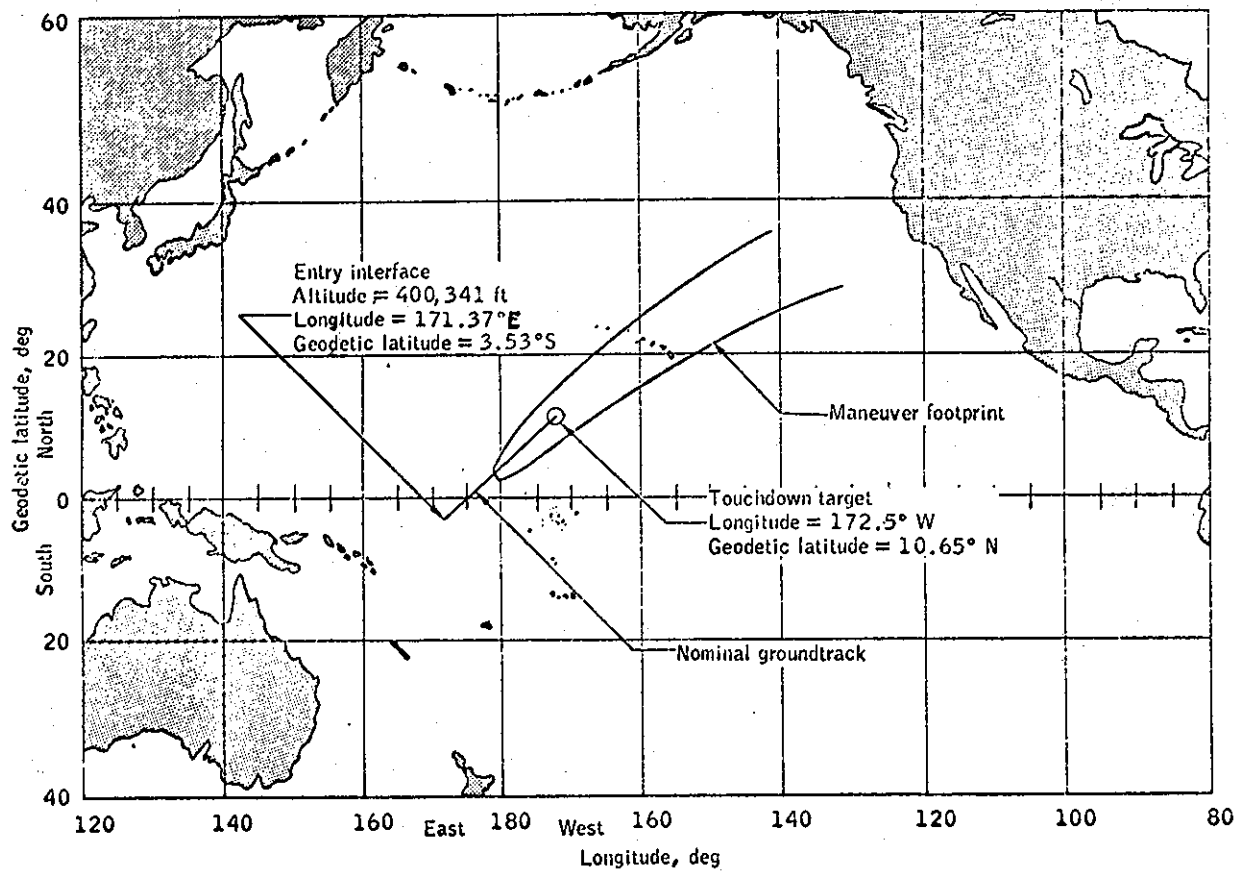 60
40
20
0
20
40
Geodetic latitude, deg
South North
Entry interface
Altitude = 400,341 ft
Longitude = 171.37°E
Geodetic latitude = 3.53°S
Maneuver footprint
Touchdown target
Longitude = 172.5° W
Geodetic latitude = 10.65° N
Nominal groundtrack
120 140 160 East 180 West 160 140 120 100 80
Longitude, deg